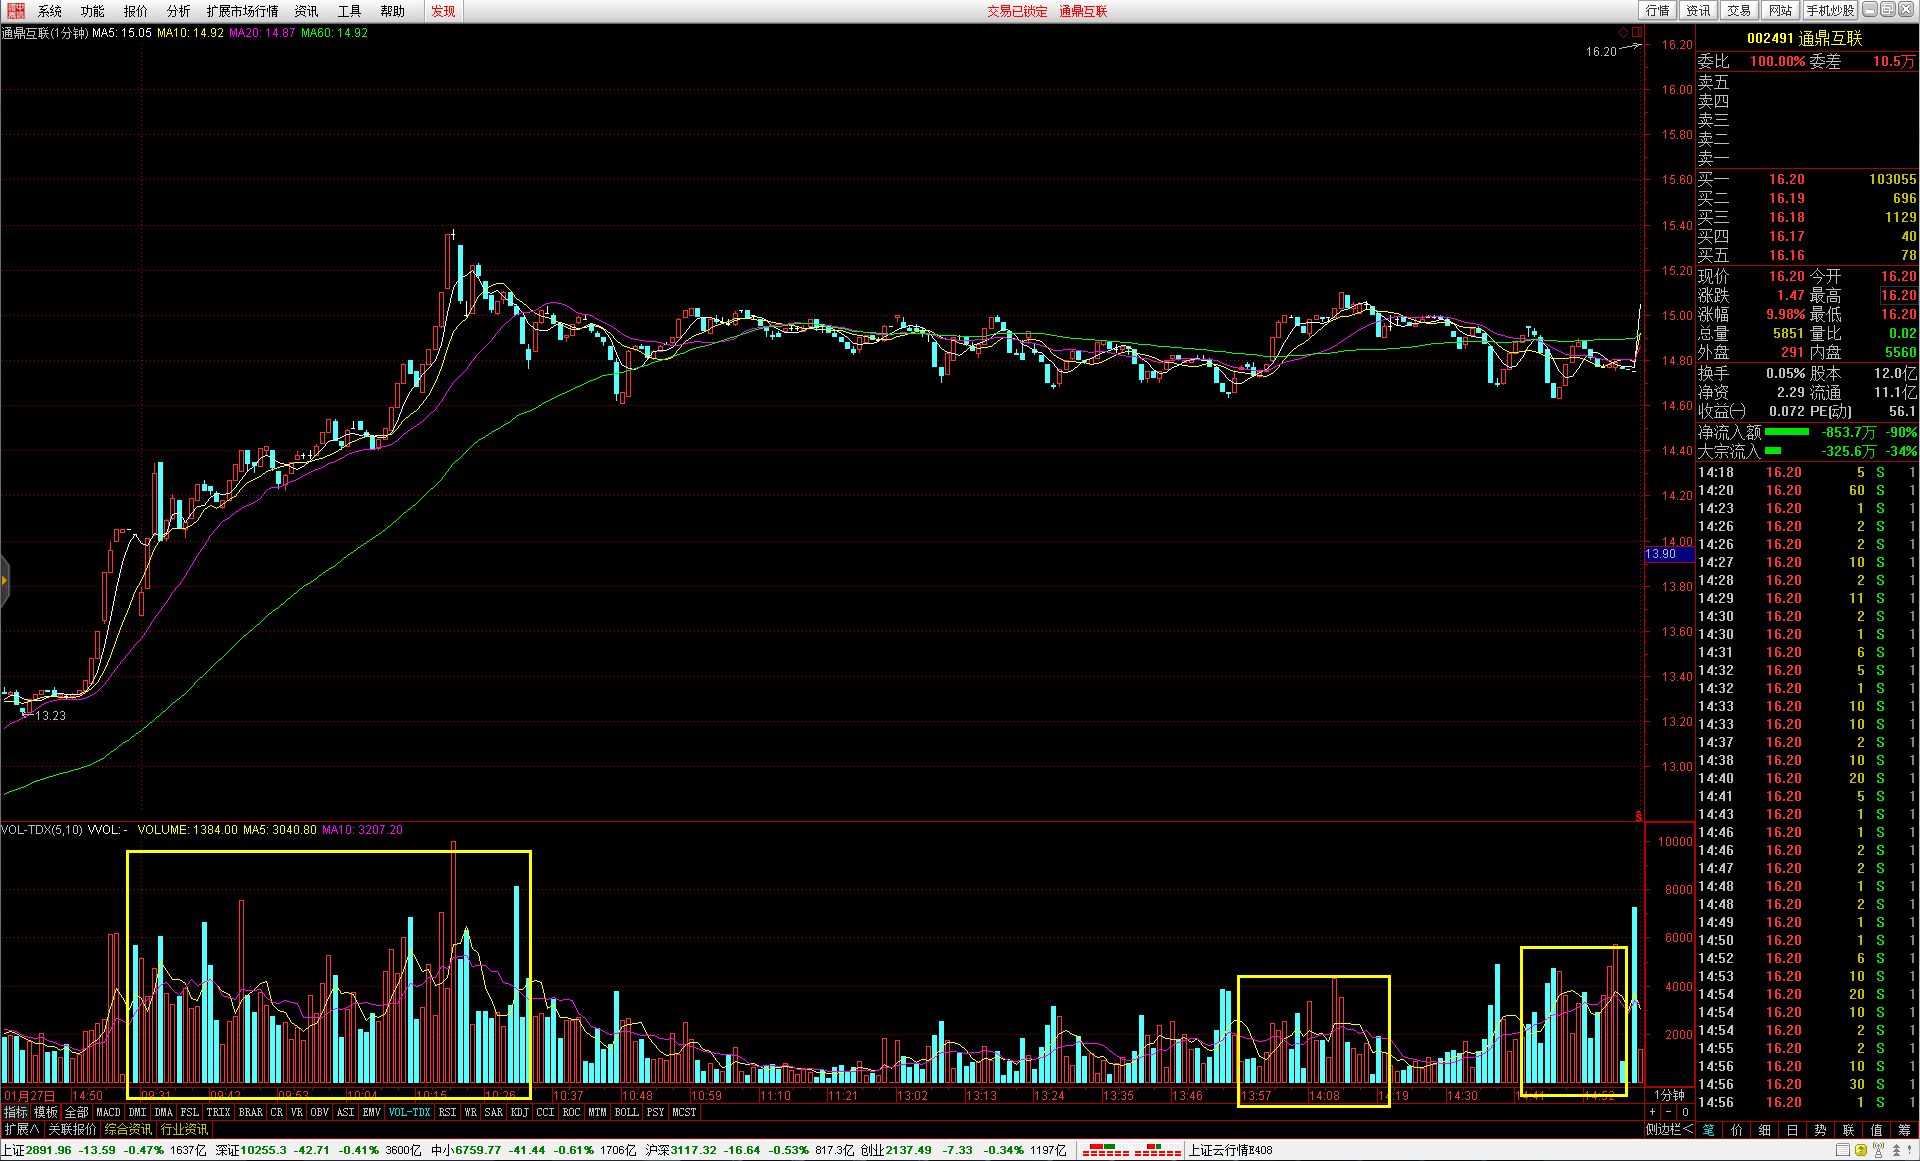 系统 功能 报价 分析 扩展市场行情 资讯 工具 帮助 发现 交易已锁定 通鼎互联 行情 资讯 交易 网站 手机炒股
通鼎互联(1分钟) MA5: 15.05 MA10: 14.92 MA20: 14.87 MA60: 14.92
16.20
13.23
16.20
16.00
15.80
15.60
15.40
15.20
15.00
14.80
14.60
14.40
14.20
14.00
13.90
13.80
13.60
13.40
13.20
13.00
VOL-TDX(5,10) VVOL: - VOLUME: 1384.00 MA5: 3040.80 MA10: 3207.20
10000
8000
6000
4000
2000
01月27日 14:50 09:31 09:42 09:53 10:04 10:15 10:26 10:37 10:48 10:59 11:10 11:21 13:02 13:13 13:24 13:35 13:46 13:57 14:08 14:19 14:30 14:41 14:52 1分钟
指标 模板 全部 MACD DMI DMA FSL TRIX BRAR CR VR OBV ASI EMV VOL-TDX RSI WR SAR KDJ CCI ROC MTM BOLL PSY MCST + - 0
扩展∧ 关联报价 综合资讯 行业资讯 侧边栏< 笔 价 细 日 势 联 值 筹
002491 通鼎互联
委比 100.00% 委差 10.5万
卖五
卖四
卖三
卖二
卖一
买一 16.20 103055
买二 16.19 696
买三 16.18 1129
买四 16.17 40
买五 16.16 78
现价 16.20 今开 16.20
涨跌 1.47 最高 16.20
涨幅 9.98% 最低 16.20
总量 5851 量比 0.02
外盘 291 内盘 5560
换手 0.05% 股本 12.0亿
净资 2.29 流通 11.1亿
收益㈠ 0.072 PE(动) 56.1
净流入额 -853.7万 -90%
大宗流入 -325.6万 -34%
14:18 16.20 5 S 1
14:20 16.20 60 S 1
14:23 16.20 1 S 1
14:26 16.20 2 S 1
14:26 16.20 2 S 1
14:27 16.20 10 S 1
14:28 16.20 2 S 1
14:29 16.20 11 S 1
14:30 16.20 2 S 1
14:30 16.20 1 S 1
14:31 16.20 6 S 1
14:32 16.20 5 S 1
14:32 16.20 1 S 1
14:33 16.20 10 S 1
14:33 16.20 10 S 1
14:37 16.20 2 S 1
14:38 16.20 10 S 1
14:40 16.20 20 S 1
14:41 16.20 5 S 1
14:43 16.20 1 S 1
14:46 16.20 1 S 1
14:46 16.20 2 S 1
14:47 16.20 2 S 1
14:48 16.20 1 S 1
14:48 16.20 2 S 1
14:49 16.20 1 S 1
14:50 16.20 1 S 1
14:52 16.20 6 S 1
14:53 16.20 10 S 1
14:54 16.20 20 S 1
14:54 16.20 10 S 1
14:54 16.20 2 S 1
14:55 16.20 2 S 1
14:56 16.20 10 S 1
14:56 16.20 30 S 1
14:56 16.20 1 S 1
上证2891.96 -13.59 -0.47% 1637亿 深证10255.3 -42.71 -0.41% 3600亿 中小6759.77 -41.44 -0.61% 1706亿 沪深3117.32 -16.64 -0.53% 817.3亿 创业2137.49 -7.33 -0.34% 1197亿 上证云行情E408